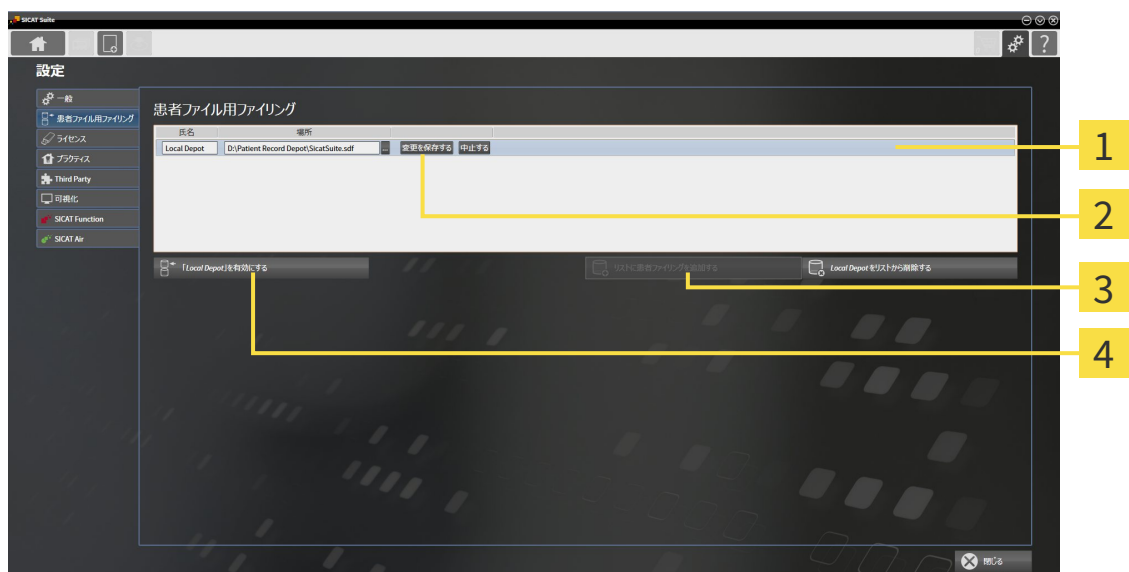 SICAT Suite
?
設定
一般
患者ファイル用ファイリング
ライセンス
プラクティス
Third Party
可視化
SICAT Function
SICAT Air
患者ファイル用ファイリング
氏名 場所
Local Depot D:\Patient Record Depot\SicatSuite.sdf ... 変更を保存する 中止する
「Local Depot」を有効にする リストに患者ファイリングを追加する Local Depot をリストから削除する
閉じる
1
2
3
4